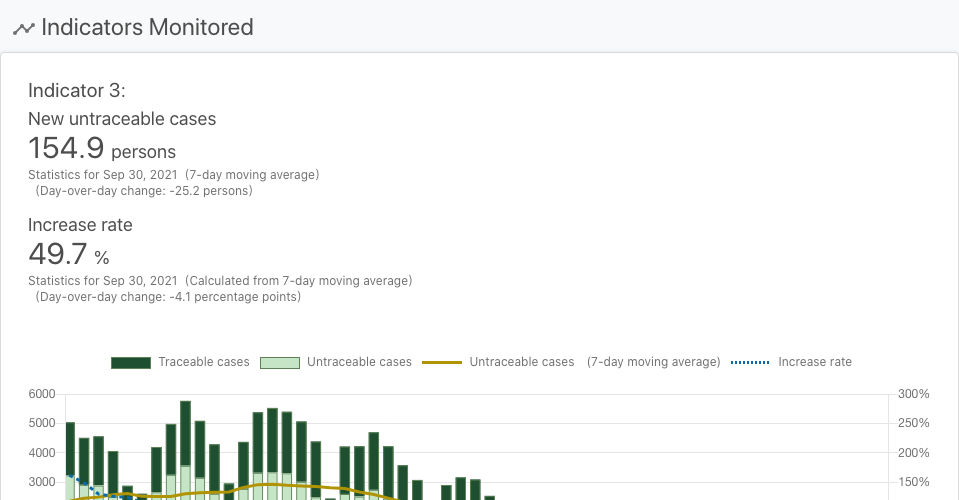 Indicators Monitored
Indicator 3:
New untraceable cases
154.9 persons
Statistics for Sep 30, 2021 (7-day moving average)
(Day-over-day change: -25.2 persons)
Increase rate
49.7 %
Statistics for Sep 30, 2021 (Calculated from 7-day moving average)
(Day-over-day change: -4.1 percentage points)
Traceable cases Untraceable cases Untraceable cases (7-day moving average) Increase rate
6000 300%
5000 250%
4000 200%
3000 150%